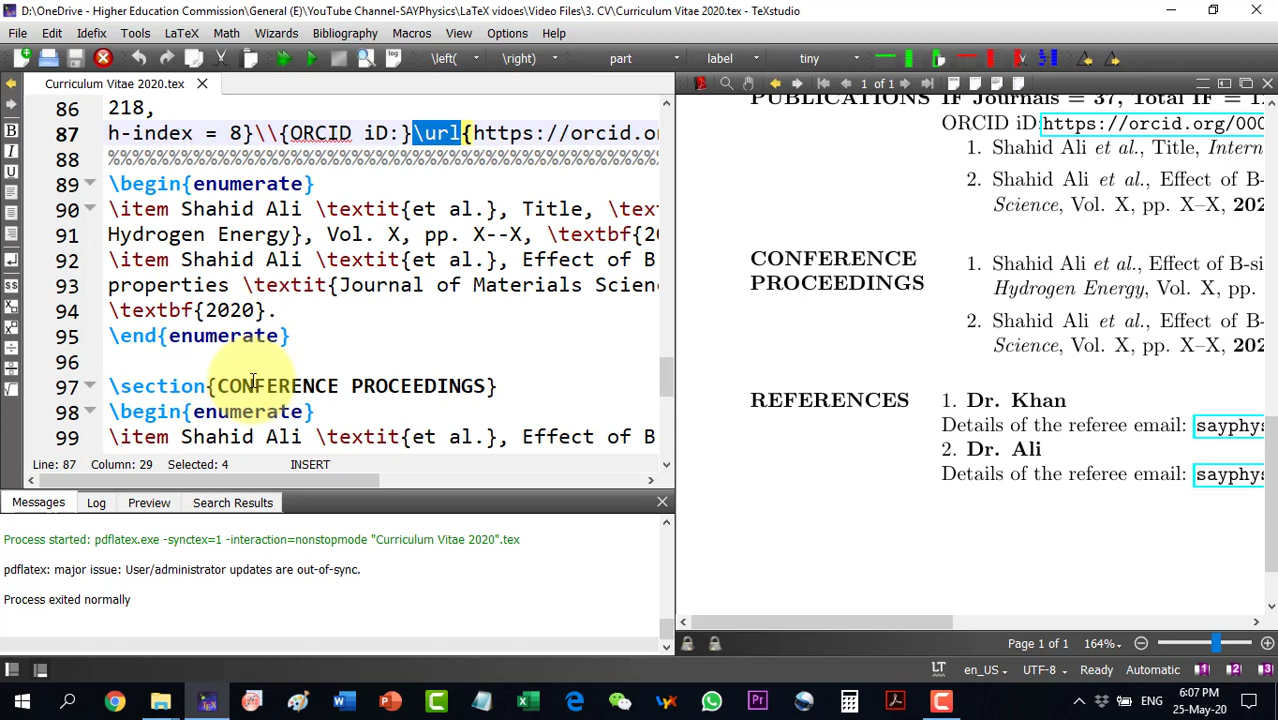 D:\OneDrive - Higher Education Commission\General (E)\YouTube Channel-SAYPhysics\LaTeX vidoes\Video Files\3. CV\Curriculum Vitae 2020.tex - TeXstudio
File Edit Idefix Tools LaTeX Math Wizards Bibliography Macros View Options Help
\left( \right) part label tiny
Curriculum Vitae 2020.tex
1 of 1
86 218,
87 h-index = 8}\\{ORCID iD:}\url{https://orcid.o
88 %%%%%%%%%%%%%%%%%%%%%%%%%%%%%%%%%%%%%%%%%%%%%
89 \begin{enumerate}
90 \item Shahid Ali \textit{et al.}, Title, \tex
91 Hydrogen Energy}, Vol. X, pp. X--X, \textbf{20
92 \item Shahid Ali \textit{et al.}, Effect of B
93 properties \textit{Journal of Materials Scien
94 \textbf{2020}.
95 \end{enumerate}
96
97 \section{CONFERENCE PROCEEDINGS}
98 \begin{enumerate}
99 \item Shahid Ali \textit{et al.}, Effect of B
Line: 87 Column: 29 Selected: 4 INSERT
Messages Log Preview Search Results
Process started: pdflatex.exe -synctex=1 -interaction=nonstopmode "Curriculum Vitae 2020".tex
pdflatex: major issue: User/administrator updates are out-of-sync.
Process exited normally
PUBLICATIONS IF Journals = 37, Total IF = 1
ORCID iD:https://orcid.org/000
1. Shahid Ali et al., Title, Intern
2. Shahid Ali et al., Effect of B-
Science, Vol. X, pp. X–X, 202
CONFERENCE
PROCEEDINGS
1. Shahid Ali et al., Effect of B-si
Hydrogen Energy, Vol. X, pp.
2. Shahid Ali et al., Effect of B-
Science, Vol. X, pp. X–X, 202
REFERENCES
1. Dr. Khan
Details of the referee email: sayphys
2. Dr. Ali
Details of the referee email: sayphys
Page 1 of 1 164%
LT en_US UTF-8 Ready Automatic 1 2 3
ENG
6:07 PM
25-May-20